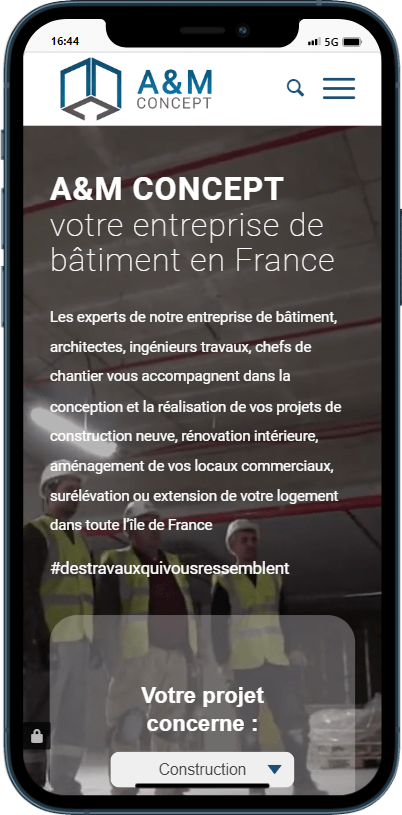 16:44
5G
A&M
CONCEPT
A&M CONCEPT
votre entreprise de
bâtiment en France
Les experts de notre entreprise de bâtiment,
architectes, ingénieurs travaux, chefs de
chantier vous accompagnent dans la
conception et la réalisation de vos projets de
construction neuve, rénovation intérieure,
aménagement de vos locaux commerciaux,
surélévation ou extension de votre logement
dans toute l'île de France
#destravauxquivousressemblent
Votre projet
concerne :
Construction